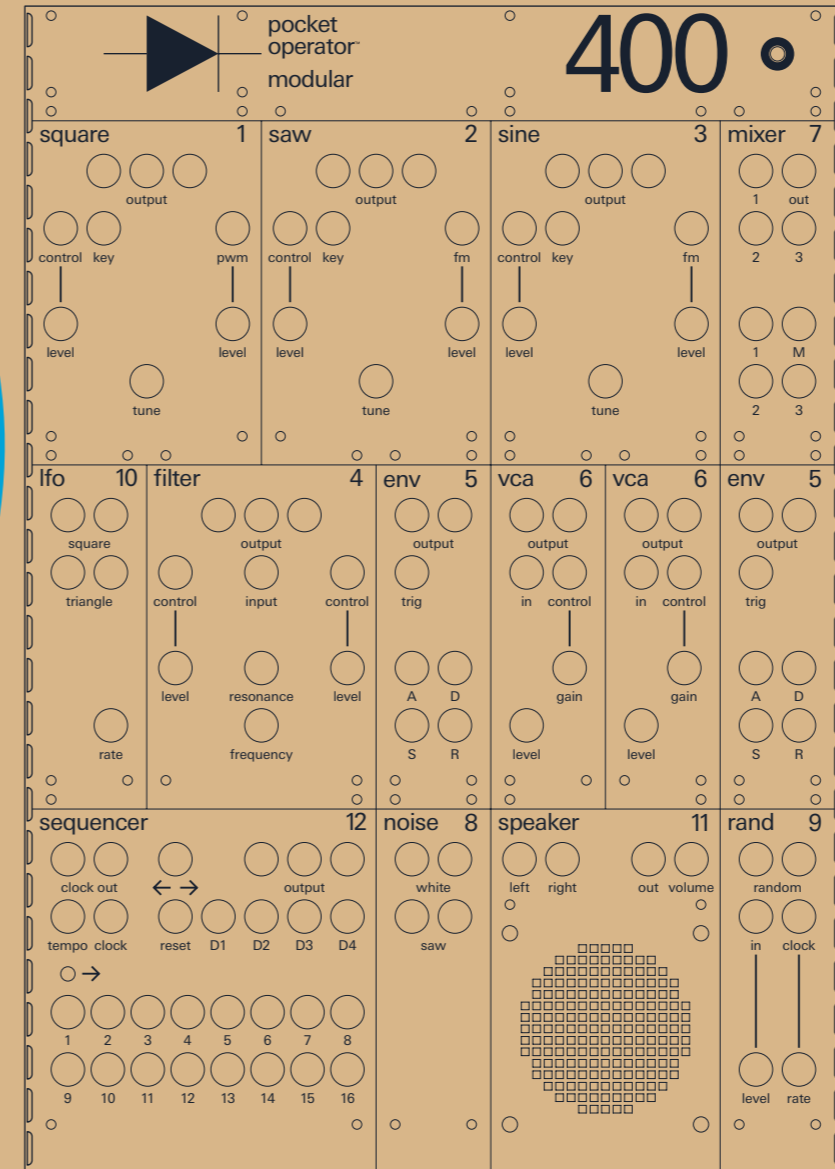 pocket
operator™
modular
400
square 1 saw 2 sine 3 mixer 7
output output output 1 out
control key pwm control key fm control key fm 2 3
level level level level level level 1 M
tune tune tune 2 3
lfo 10 filter 4 env 5 vca 6 vca 6 env 5
square output output output output output
triangle control input control trig in control in control trig
level resonance level A D gain gain A D
rate frequency S R level level S R
sequencer 12 noise 8 speaker 11 rand 9
clock out ← → output white left right out volume random
tempo clock reset D1 D2 D3 D4 saw in clock
→
1 2 3 4 5 6 7 8
9 10 11 12 13 14 15 16 level rate